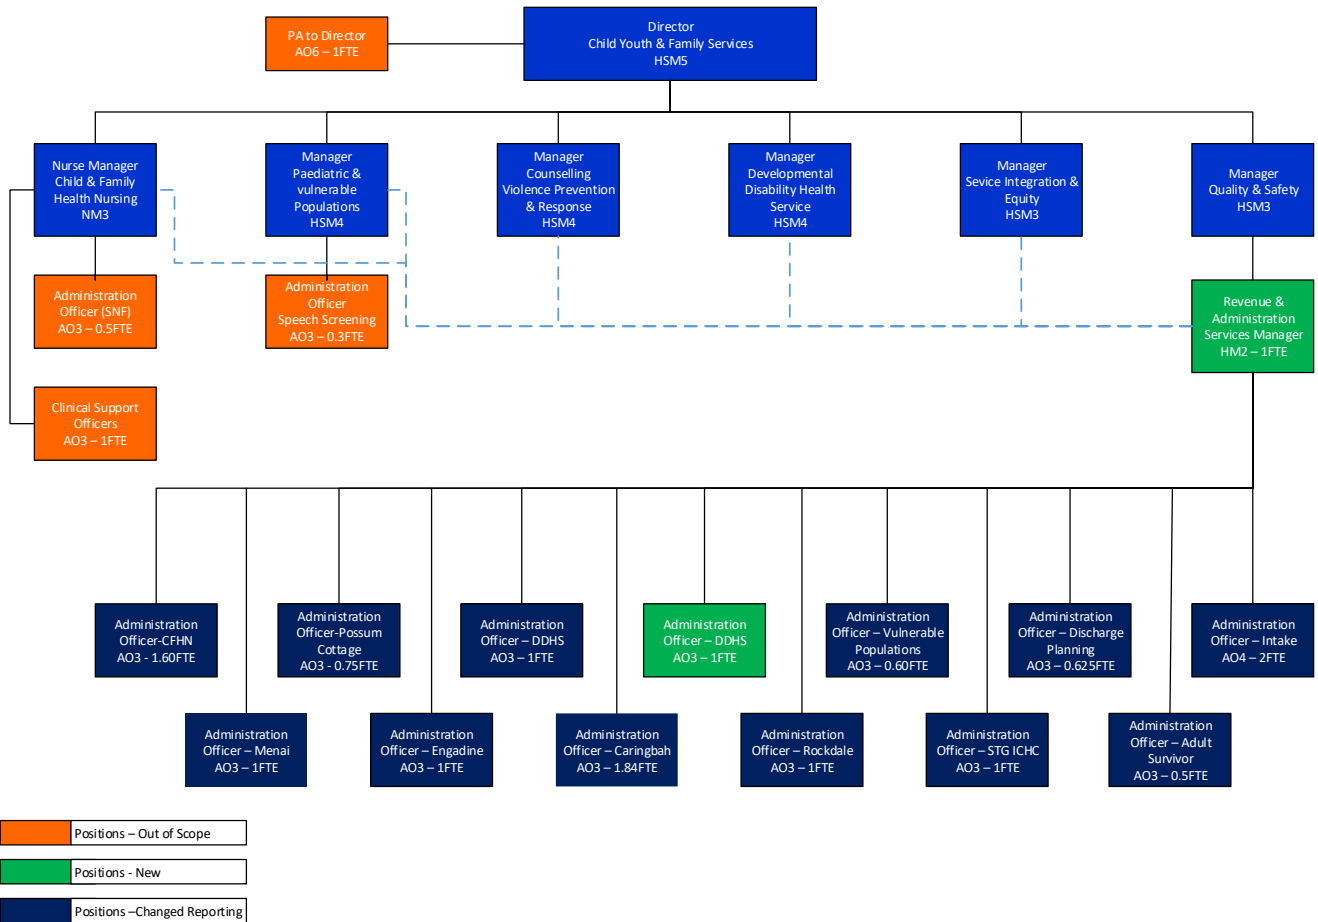 PA to Director
AO6 – 1FTE
Director
Child Youth & Family Services
HSM5
Nurse Manager
Child & Family
Health Nursing
NM3
Manager
Paediatric &
vulnerable
Populations
HSM4
Manager
Counselling
Violence Prevention
& Response
HSM4
Manager
Developmental
Disability Health
Service
HSM4
Manager
Sevice Integration &
Equity
HSM3
Manager
Quality & Safety
HSM3
Administration
Officer (SNF)
AO3 – 0.5FTE
Administration
Officer
Speech Screening
AO3 – 0.3FTE
Revenue &
Administration
Services Manager
HM2 – 1FTE
Clinical Support
Officers
AO3 – 1FTE
Administration
Officer-CFHN
AO3 - 1.60FTE
Administration
Officer-Possum
Cottage
AO3 - 0.75FTE
Administration
Officer – DDHS
AO3 – 1FTE
Administration
Officer – DDHS
AO3 – 1FTE
Administration
Officer – Vulnerable
Populations
AO3 – 0.60FTE
Administration
Officer – Discharge
Planning
AO3 – 0.625FTE
Administration
Officer – Intake
AO4 – 2FTE
Administration
Officer – Menai
AO3 – 1FTE
Administration
Officer – Engadine
AO3 – 1FTE
Administration
Officer – Caringbah
AO3 – 1.84FTE
Administration
Officer – Rockdale
AO3 – 1FTE
Administration
Officer – STG ICHC
AO3 – 1FTE
Administration
Officer – Adult
Survivor
AO3 – 0.5FTE
Positions – Out of Scope
Positions - New
Positions –Changed Reporting